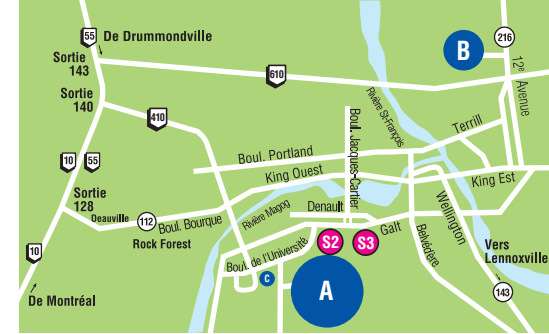 55
De Drummondville
216
Sortie
143
B
12e Avenue
610
Sortie
140
410
Rivière St-François
Boul. Jacques-Cartier
Terrill
Boul. Portland
10
55
King Ouest
King Est
Sortie
128
Deauville
112
Boul. Bourque
Rock Forest
Rivière Magog
Denault
Wellington
Galt
Belvédère
S2
S3
Boul. de l'Université
C
A
Vers
Lennoxville
143
10
De Montréal